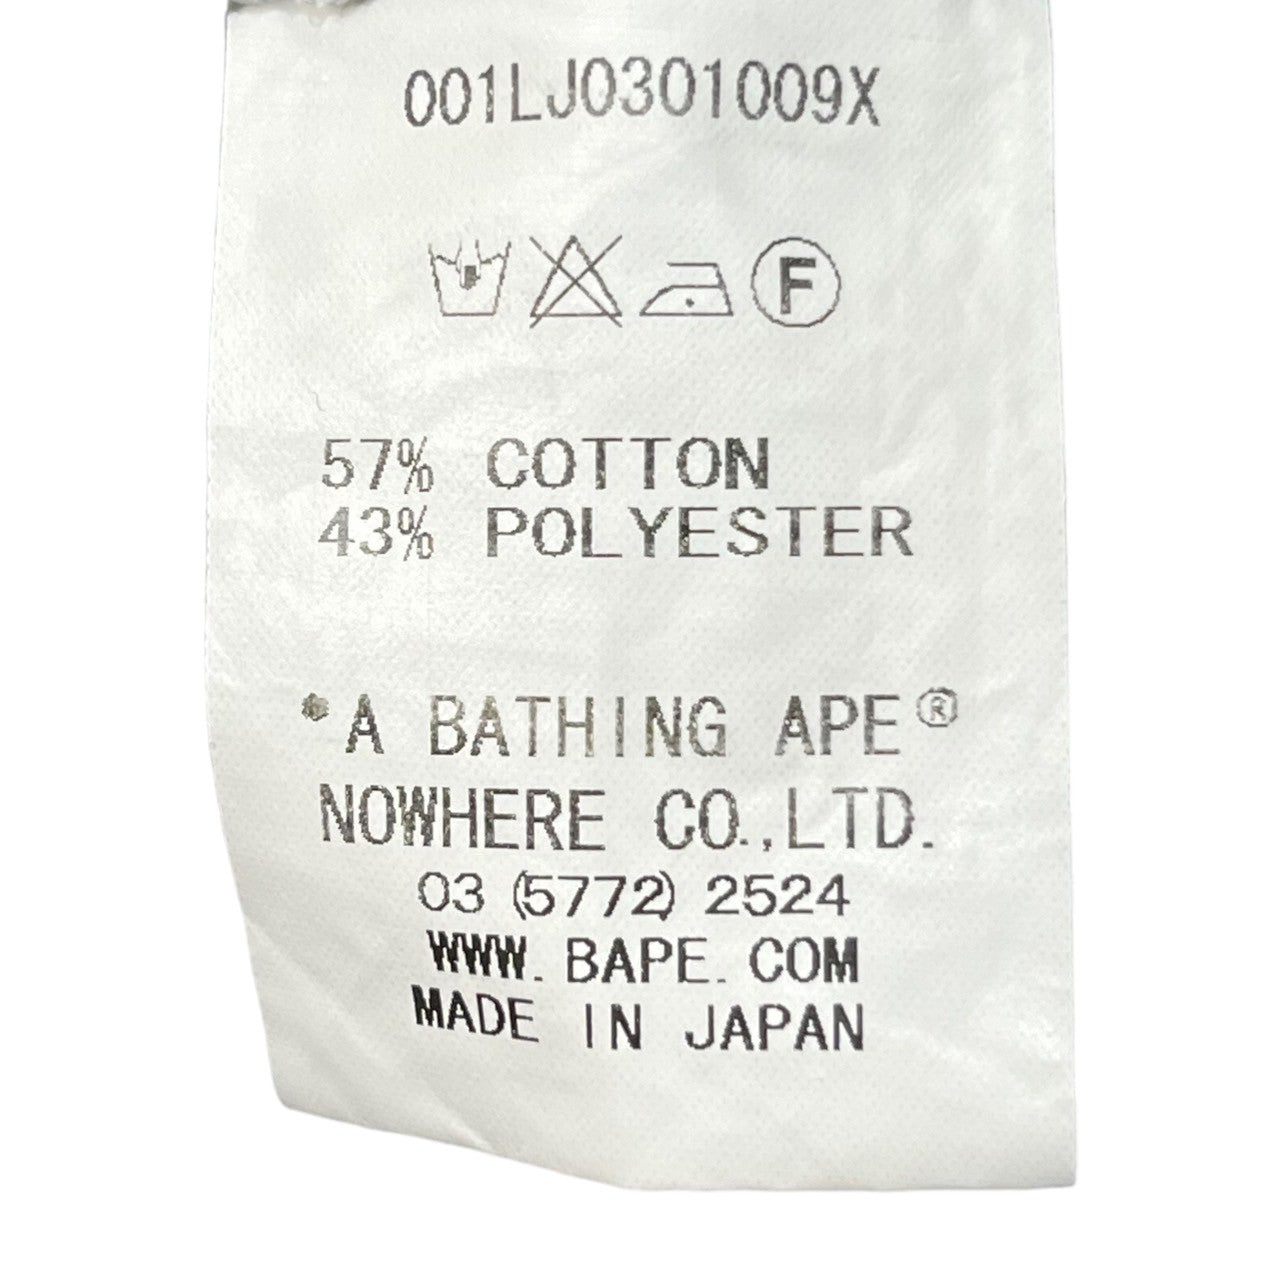 001LJ0301009X
F
57% COTTON
43% POLYESTER
*A BATHING APE®
NOWHERE CO.,LTD.
03 (5772) 2524
WWW.BAPE.COM
MADE IN JAPAN